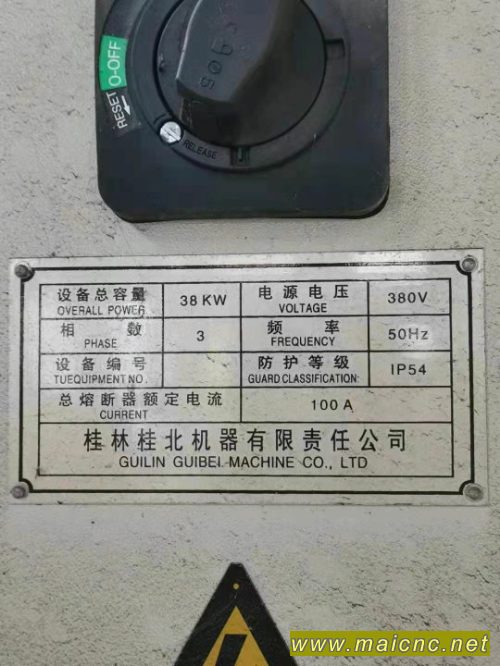 O-OFF
RESET
RELEASE
设备总容量 38 KW 电源电压 380V
OVERALL POWER VOLTAGE
相数 3 频率 50Hz
PHASE FREQUENCY
设备编号 防护等级 IP54
TUEQUIPMENT NO. GUARD CLASSIFICATION
总熔断器额定电流 100 A
CURRENT
桂林桂北机器有限责任公司
GUILIN GUIBEI MACHINE CO., LTD
www.maicnc.net